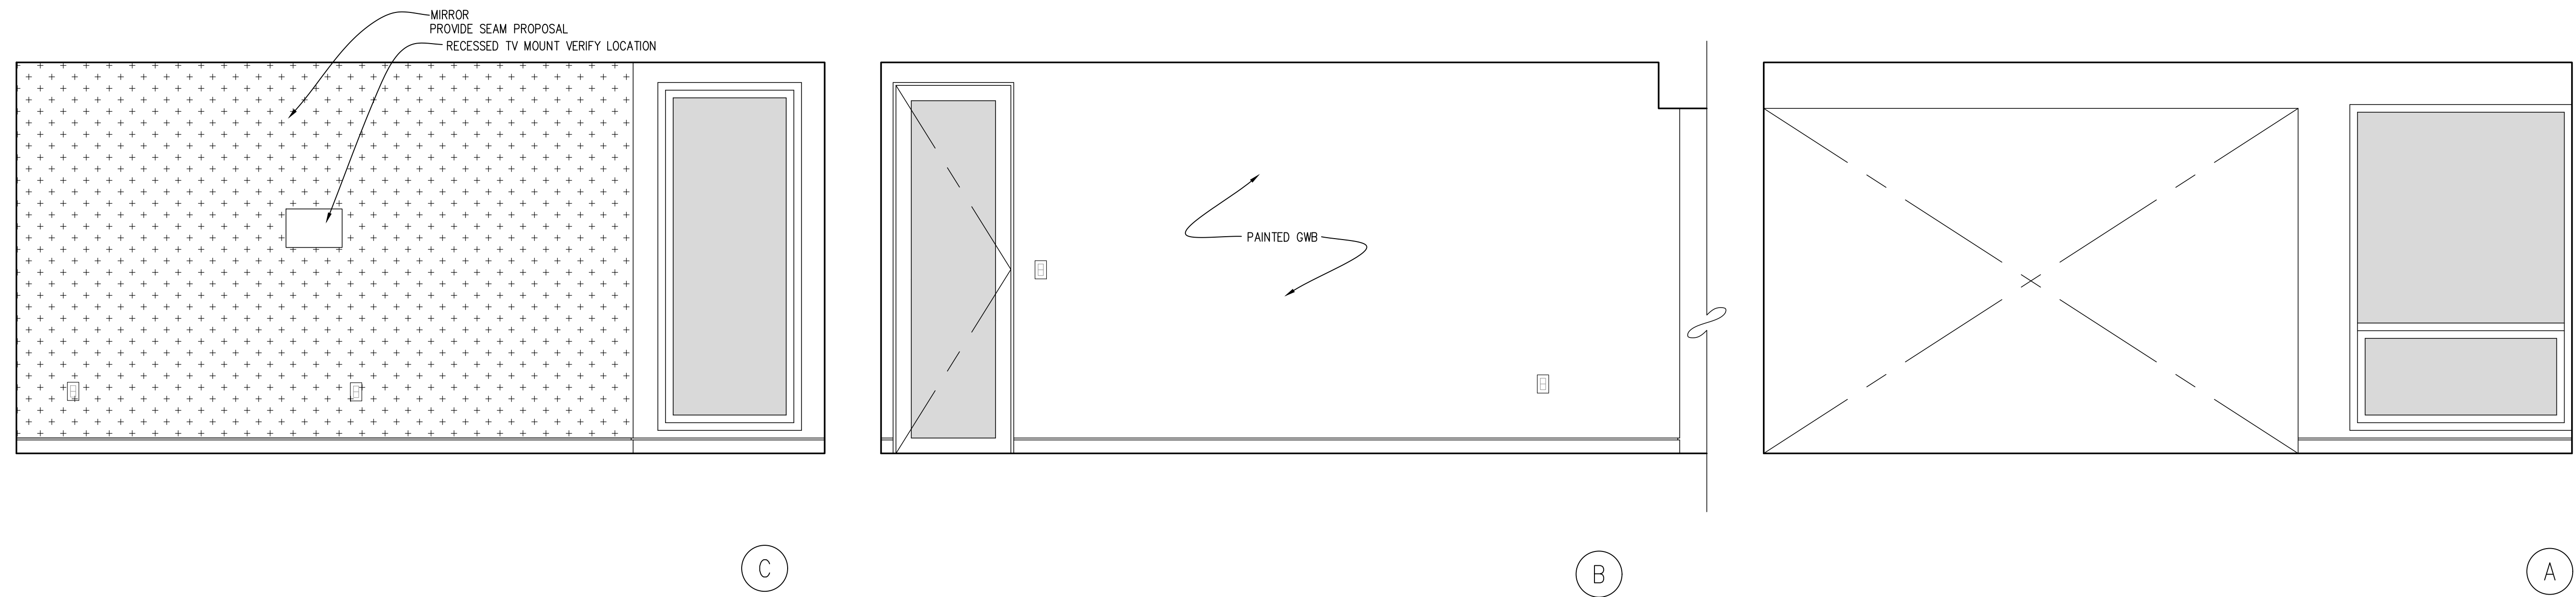 MIRROR
PROVIDE SEAM PROPOSAL
RECESSED TV MOUNT VERIFY LOCATION
PAINTED GWB
C
B
A